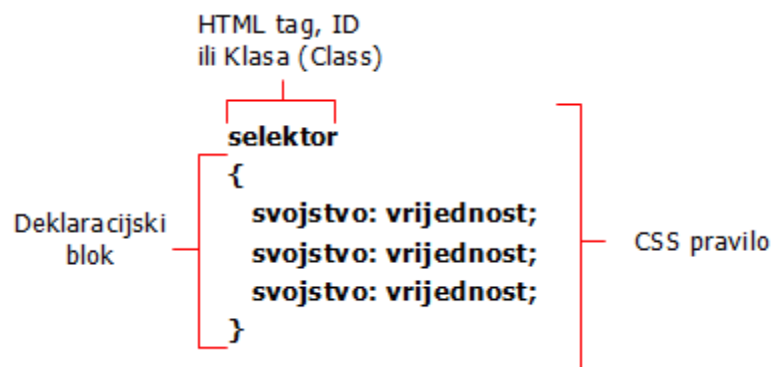 HTML tag, ID
ili Klasa (Class)
selektor
{
svojstvo: vrijednost;
svojstvo: vrijednost;
svojstvo: vrijednost;
}
Deklaracijski
blok
CSS pravilo